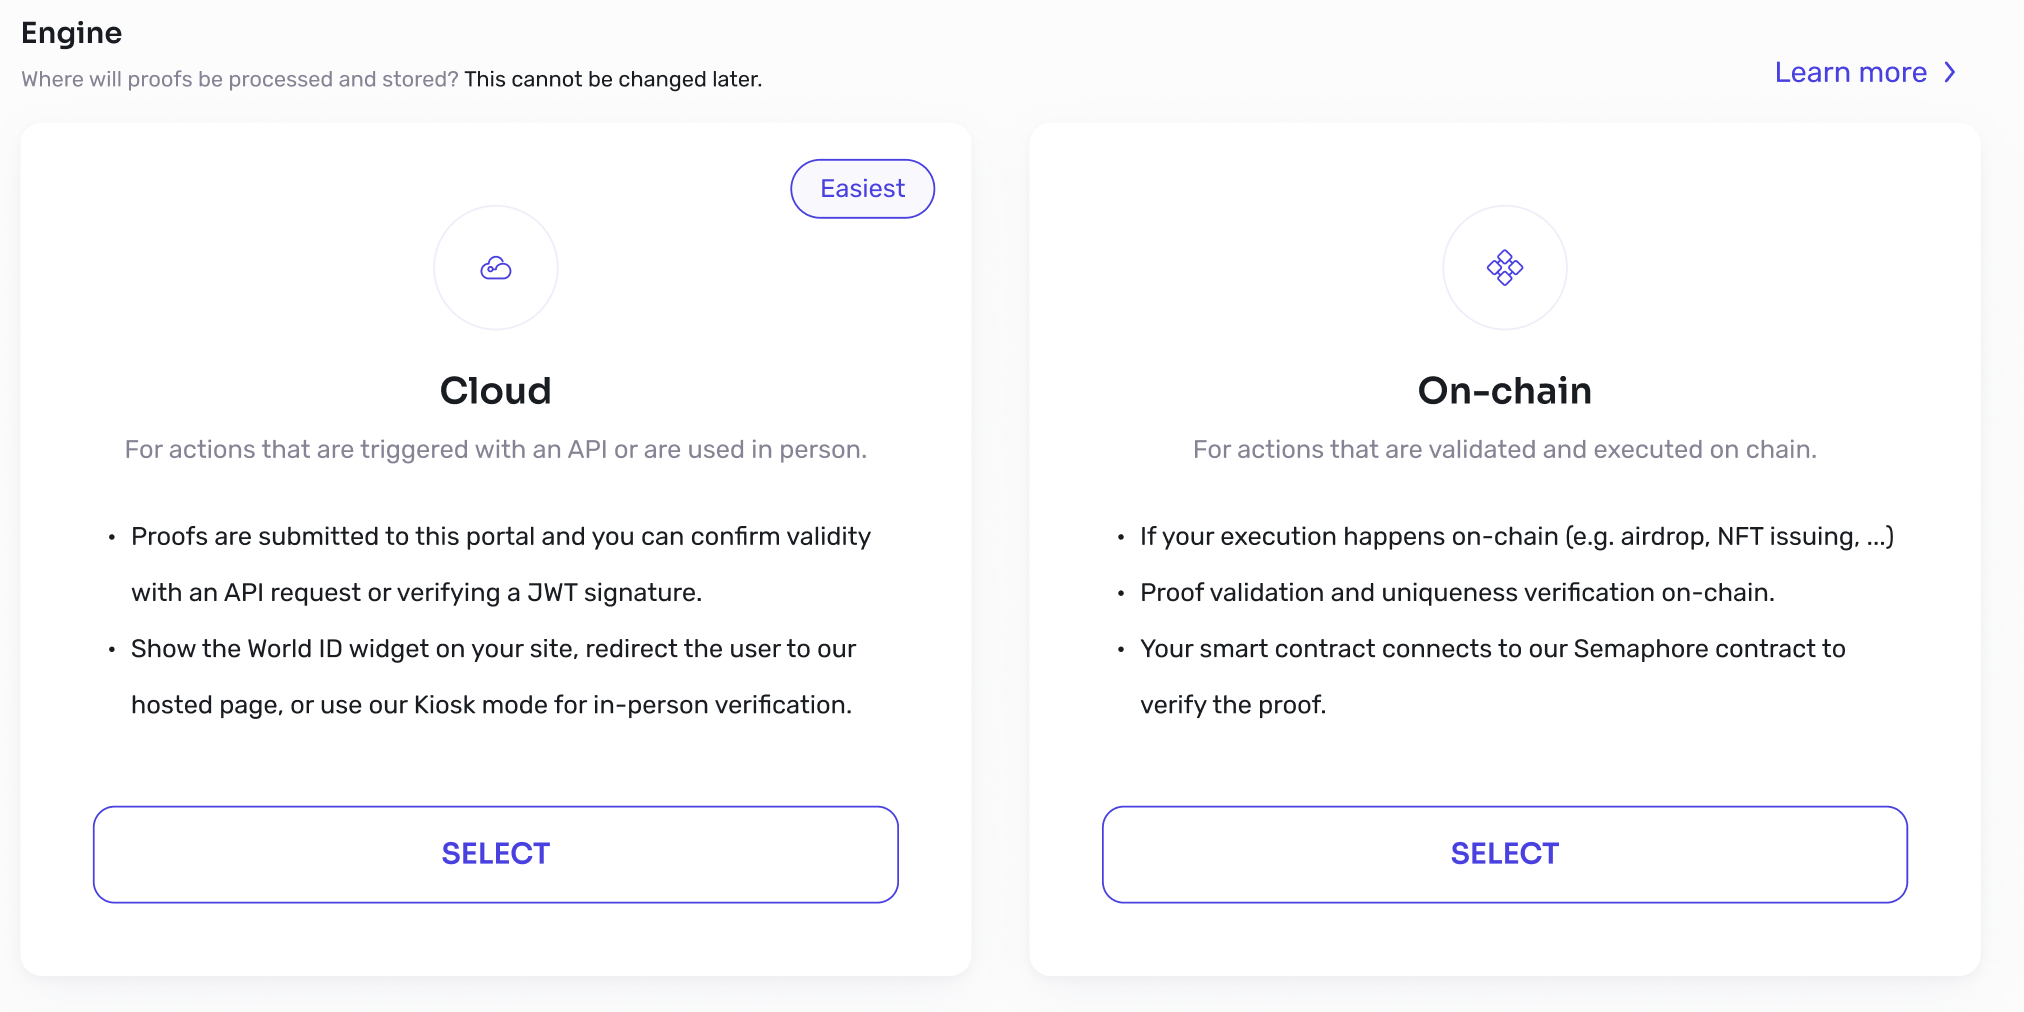 Engine
Where will proofs be processed and stored? This cannot be changed later.
Learn more
Easiest
Cloud
For actions that are triggered with an API or are used in person.
• Proofs are submitted to this portal and you can confirm validity
with an API request or verifying a JWT signature.
• Show the World ID widget on your site, redirect the user to our
hosted page, or use our Kiosk mode for in-person verification.
SELECT
On-chain
For actions that are validated and executed on chain.
• If your execution happens on-chain (e.g. airdrop, NFT issuing, ...)
• Proof validation and uniqueness verification on-chain.
• Your smart contract connects to our Semaphore contract to
verify the proof.
SELECT